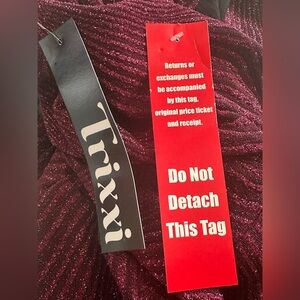 Trixxi
Returns or
exchanges must
be accompanied
by this tag,
original price ticket
and receipt.
Do Not
Detach
This Tag